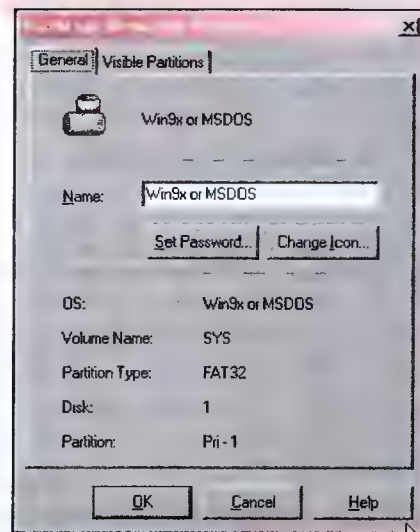 General Visible Partitions
Win9x or MSDOS
Name: Win9x or MSDOS
Set Password... Change Icon...
OS: Win9x or MSDOS
Volume Name: SYS
Partition Type: FAT32
Disk: 1
Partition: Pri - 1
OK Cancel Help